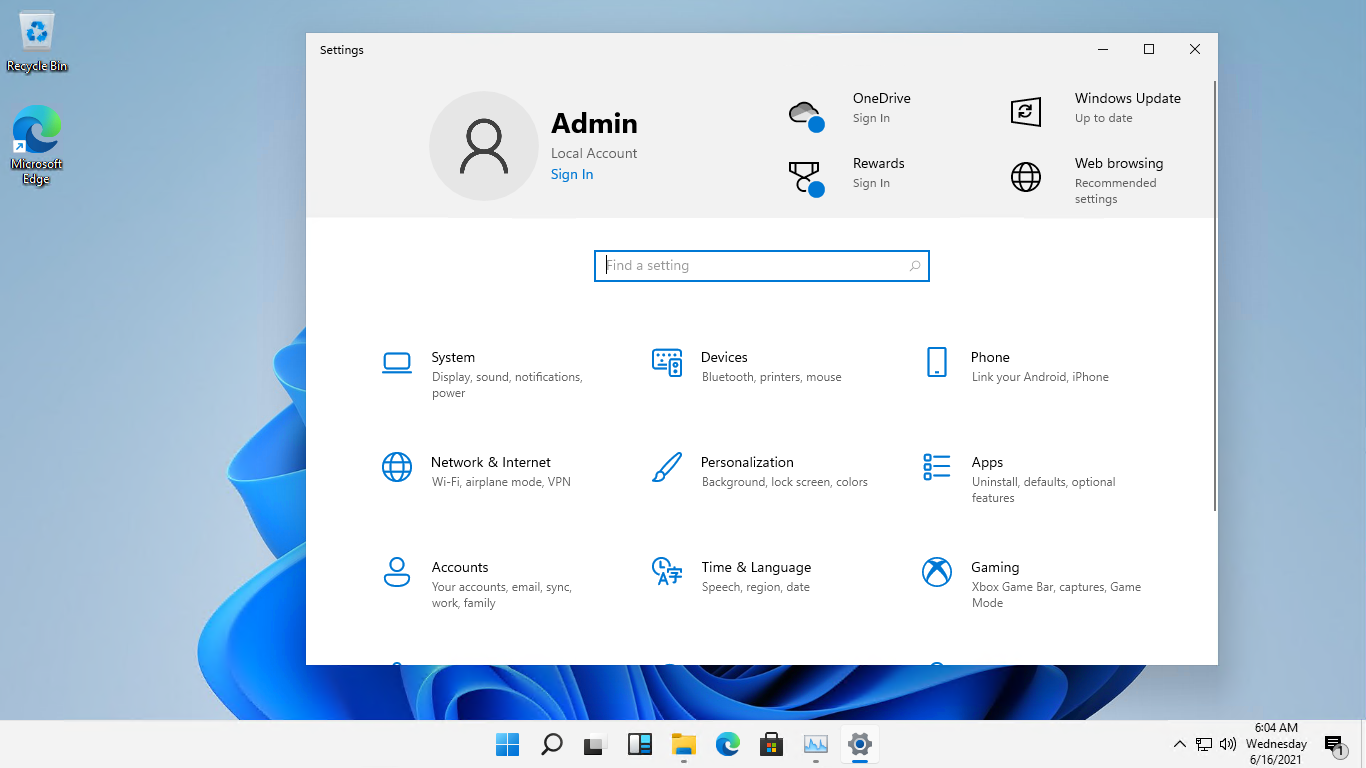 Recycle Bin
Microsoft
Edge
Settings
Admin
Local Account
Sign In
OneDrive
Sign In
Windows Update
Up to date
Rewards
Sign In
Web browsing
Recommended
settings
Find a setting
System
Display, sound, notifications,
power
Devices
Bluetooth, printers, mouse
Phone
Link your Android, iPhone
Network & Internet
Wi-Fi, airplane mode, VPN
Personalization
Background, lock screen, colors
Apps
Uninstall, defaults, optional
features
Accounts
Your accounts, email, sync,
work, family
Time & Language
Speech, region, date
Gaming
Xbox Game Bar, captures, Game
Mode
6:04 AM
Wednesday
6/16/2021
1